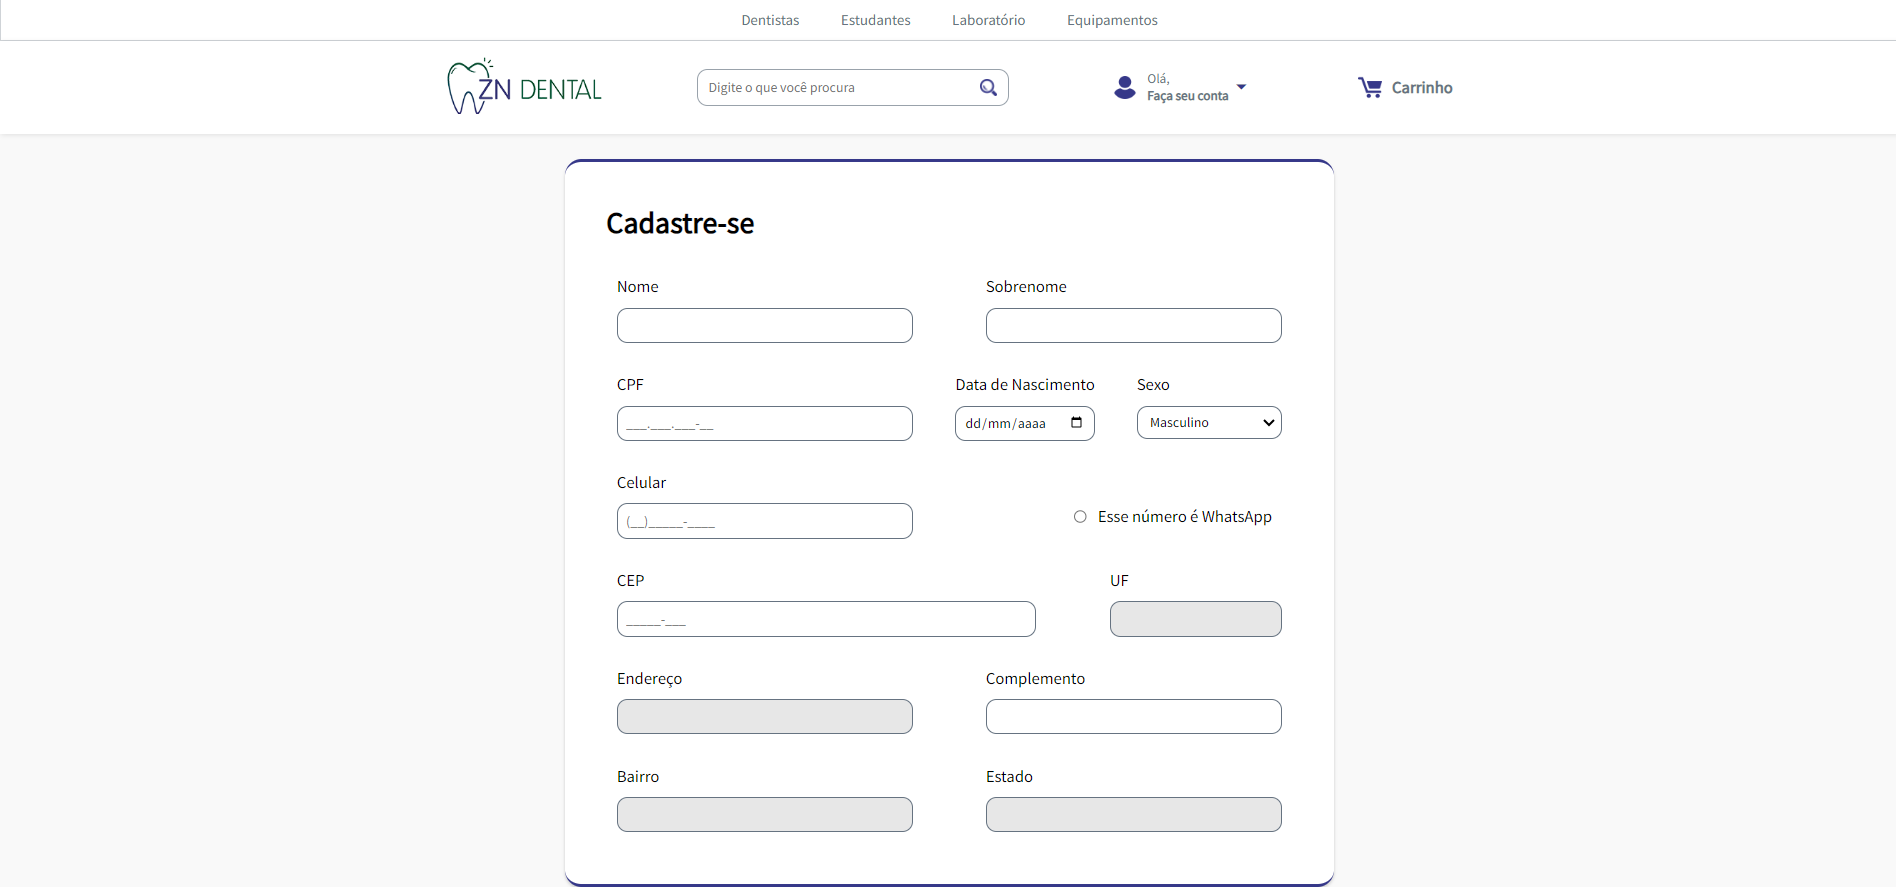 Dentistas Estudantes Laboratório Equipamentos
ZN DENTAL
Digite o que você procura
Olá,
Faça seu conta
Carrinho
Cadastre-se
Nome Sobrenome
CPF Data de Nascimento Sexo
___.___.___-__ dd/mm/aaaa Masculino
Celular
(__)_____-____ Esse número é WhatsApp
CEP UF
_____-___
Endereço Complemento
Bairro Estado